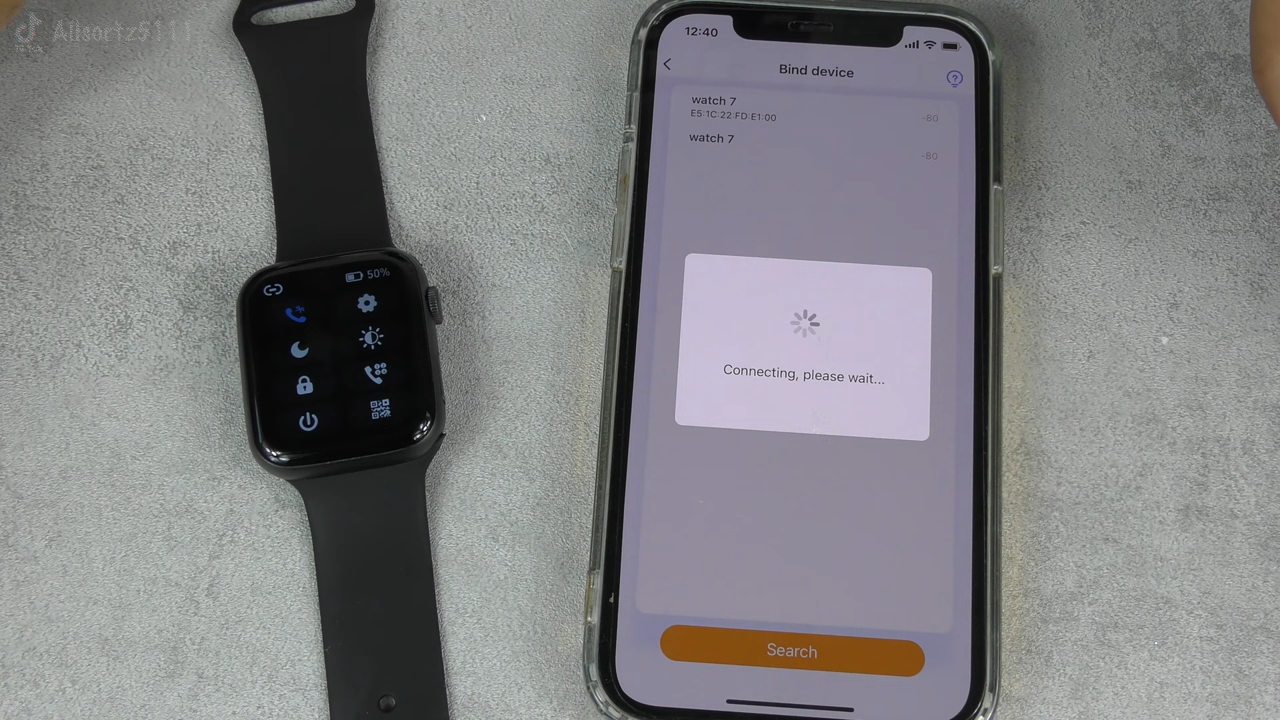 TikTok
50%
12:40
Bind device
?
watch 7
E5:1C:22:FD:E1:00
-80
watch 7
-80
Connecting, please wait...
Search